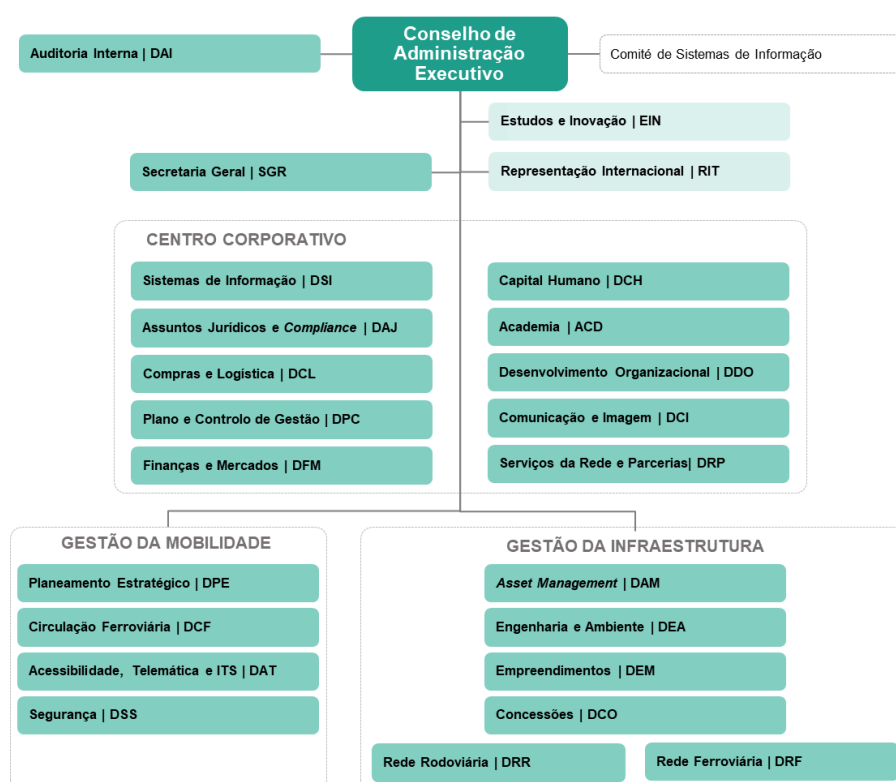 Conselho de
Administração
Executivo
Auditoria Interna | DAI
Comité de Sistemas de Informação
Estudos e Inovação | EIN
Secretaria Geral | SGR
Representação Internacional | RIT
CENTRO CORPORATIVO
Sistemas de Informação | DSI
Assuntos Jurídicos e Compliance | DAJ
Compras e Logística | DCL
Plano e Controlo de Gestão | DPC
Finanças e Mercados | DFM
Capital Humano | DCH
Academia | ACD
Desenvolvimento Organizacional | DDO
Comunicação e Imagem | DCI
Serviços da Rede e Parcerias| DRP
GESTÃO DA MOBILIDADE
Planeamento Estratégico | DPE
Circulação Ferroviária | DCF
Acessibilidade, Telemática e ITS | DAT
Segurança | DSS
GESTÃO DA INFRAESTRUTURA
Asset Management | DAM
Engenharia e Ambiente | DEA
Empreendimentos | DEM
Concessões | DCO
Rede Rodoviária | DRR
Rede Ferroviária | DRF